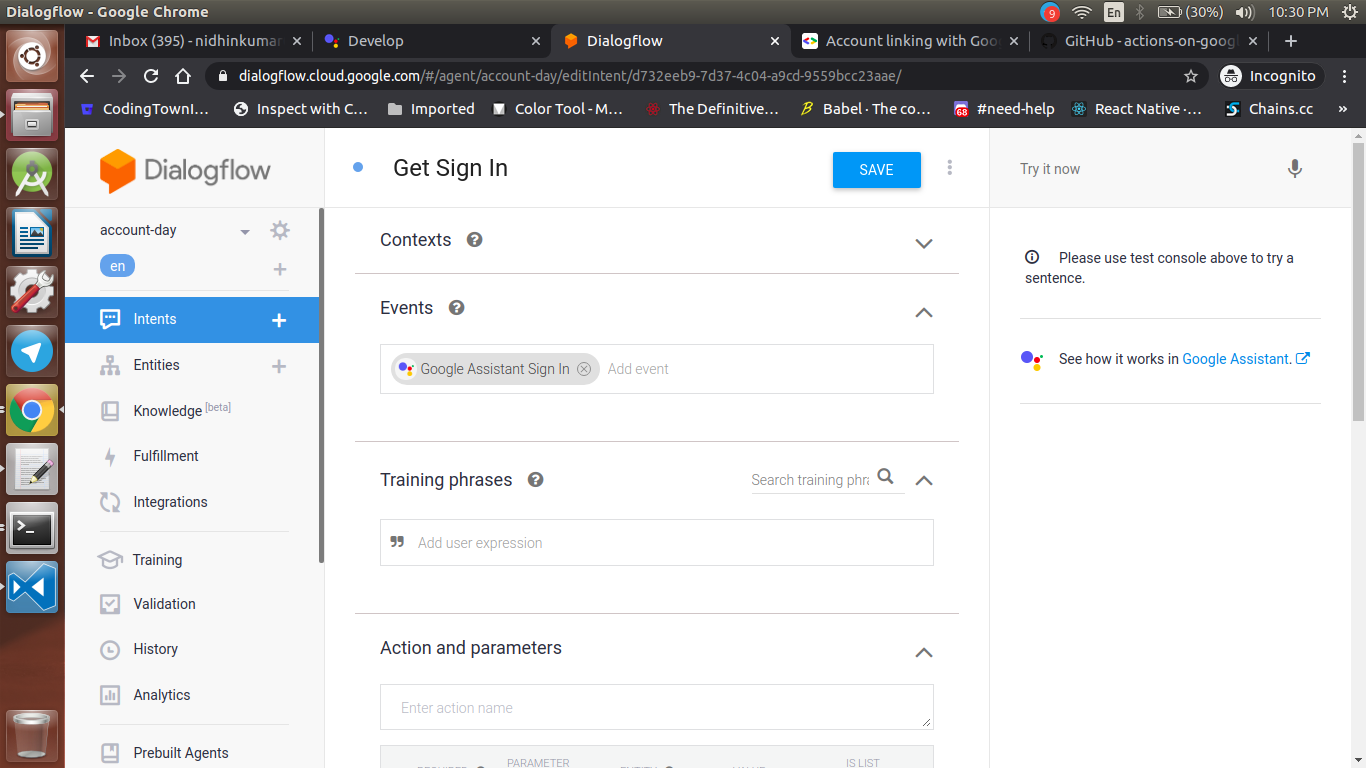 Dialogflow - Google Chrome
9
En
(30%)
10:30 PM
Inbox (395) - nidhinkumar
Develop
Dialogflow
Account linking with Goo
GitHub - actions-on-googl
dialogflow.cloud.google.com/#/agent/account-day/editIntent/d732eeb9-7d37-4c04-a9cd-9559bcc23aae/
Incognito
CodingTownI...
Inspect with C...
Imported
M
Color Tool - M...
The Definitive...
Babel · The co...
68
#need-help
React Native ·...
Chains.cc
»
Dialogflow
Get Sign In
SAVE
Try it now
account-day
en
Intents
Entities
Knowledge [beta]
Fulfillment
Integrations
Training
Validation
History
Analytics
Prebuilt Agents
Contexts
Events
Google Assistant Sign In
Add event
Training phrases
Search training phra
Add user expression
Action and parameters
Enter action name
PARAMETER
IS LIST
Please use test console above to try a
sentence.
See how it works in Google Assistant.